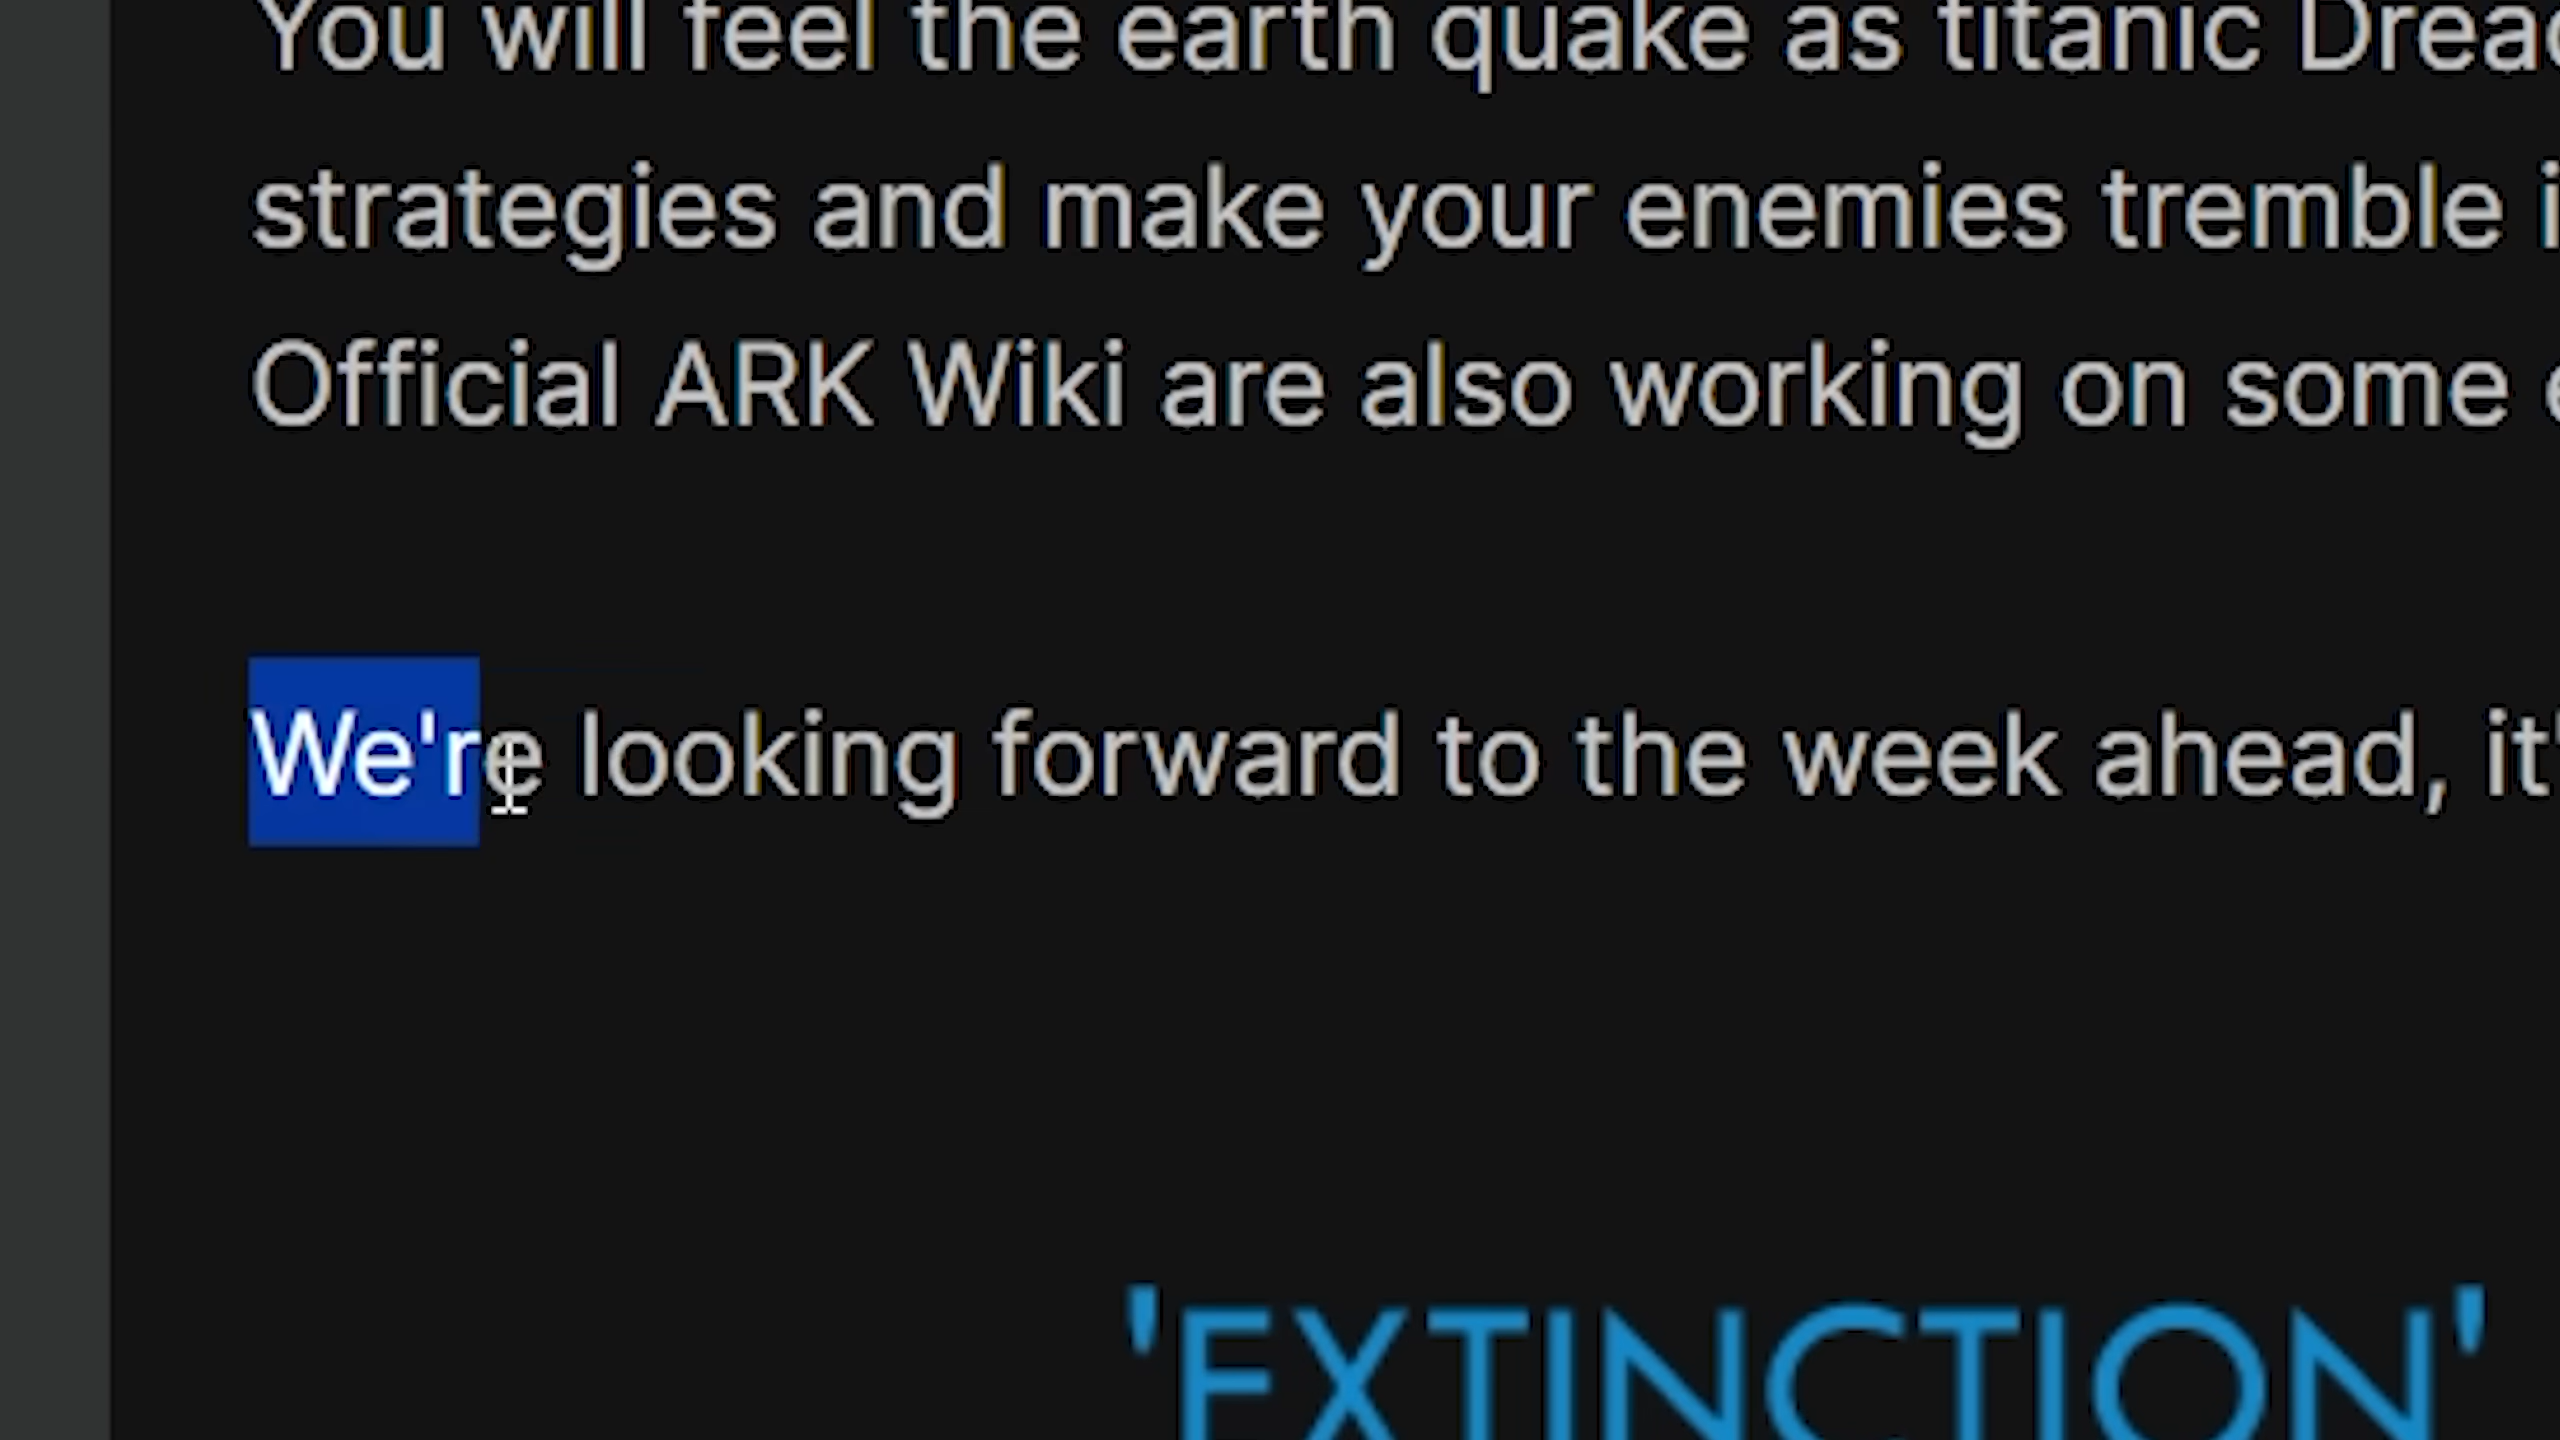 You will feel the earth quake as titanic
strategies and make your enemies tremble
Official ARK Wiki are also working on some
We're looking forward to the week ahead,
'EXTINCTION'